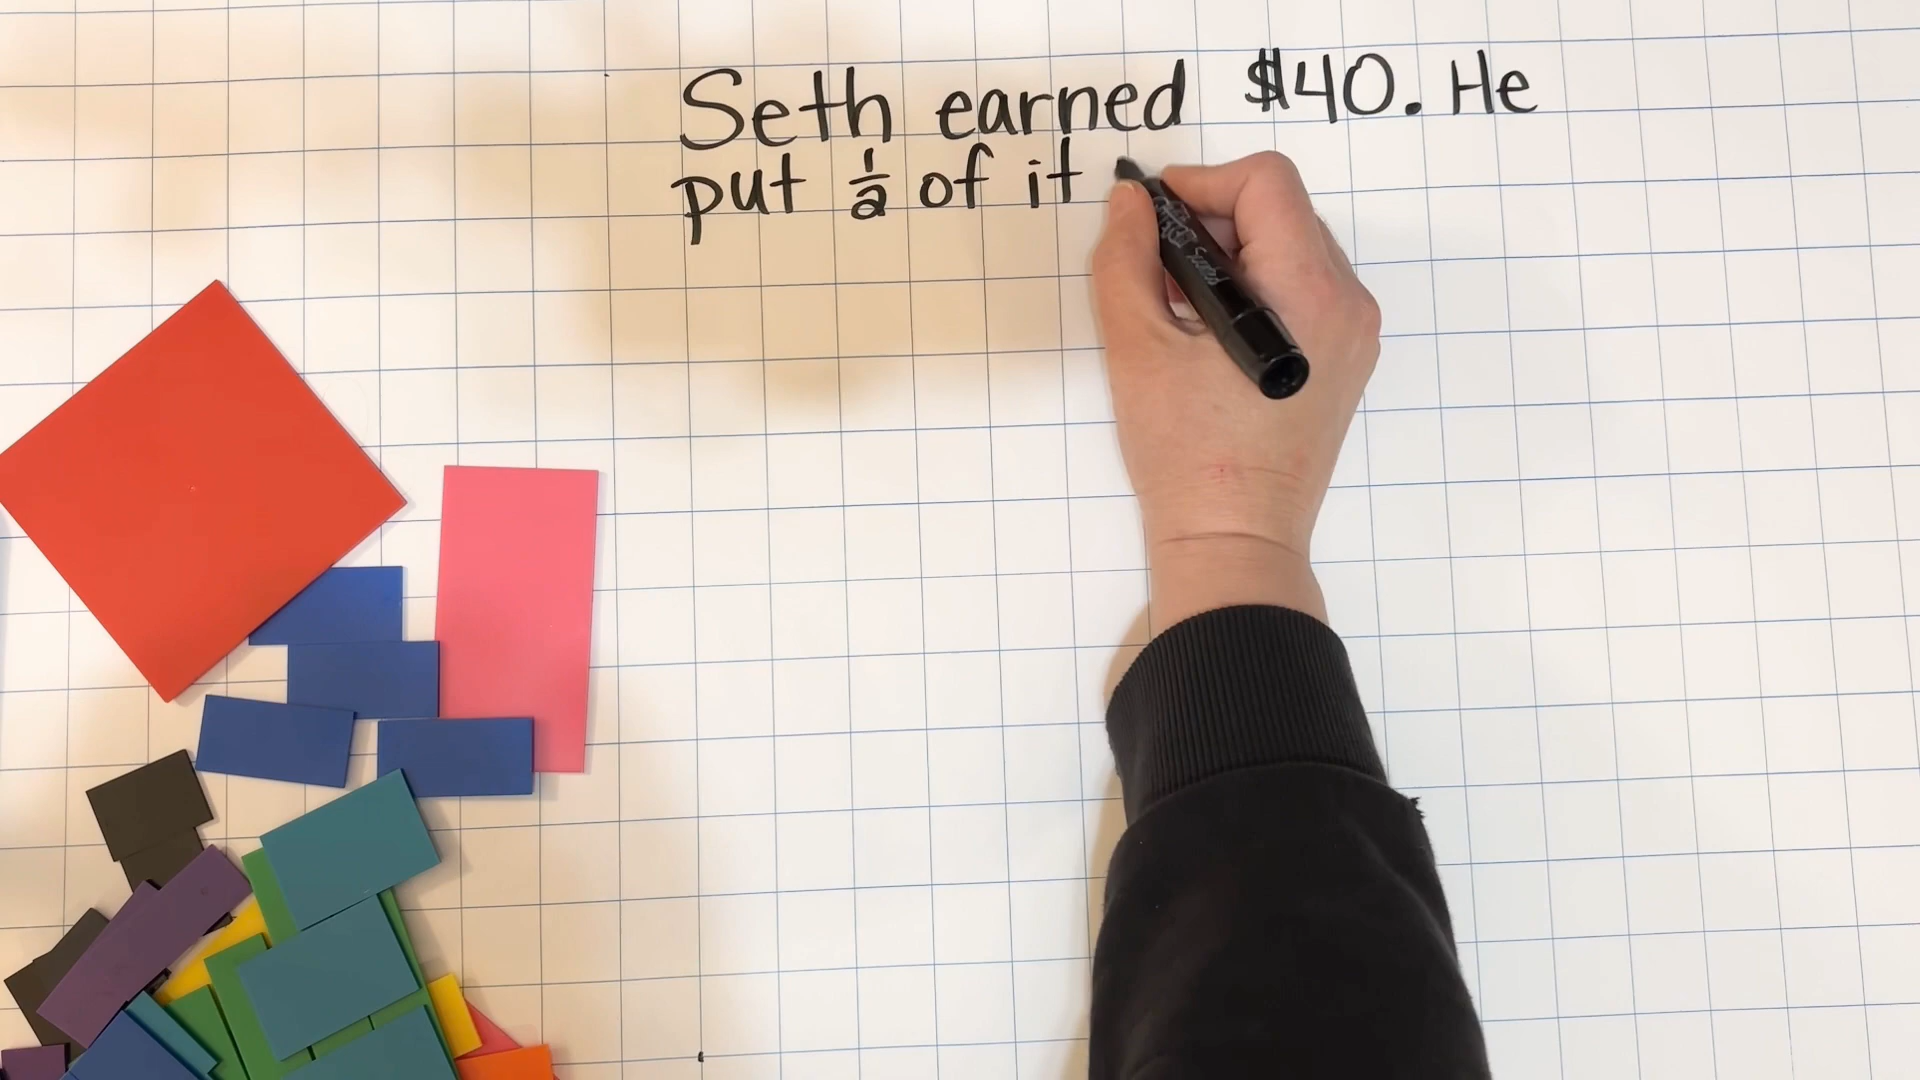 Seth earned $40. He
put 1/2 of it